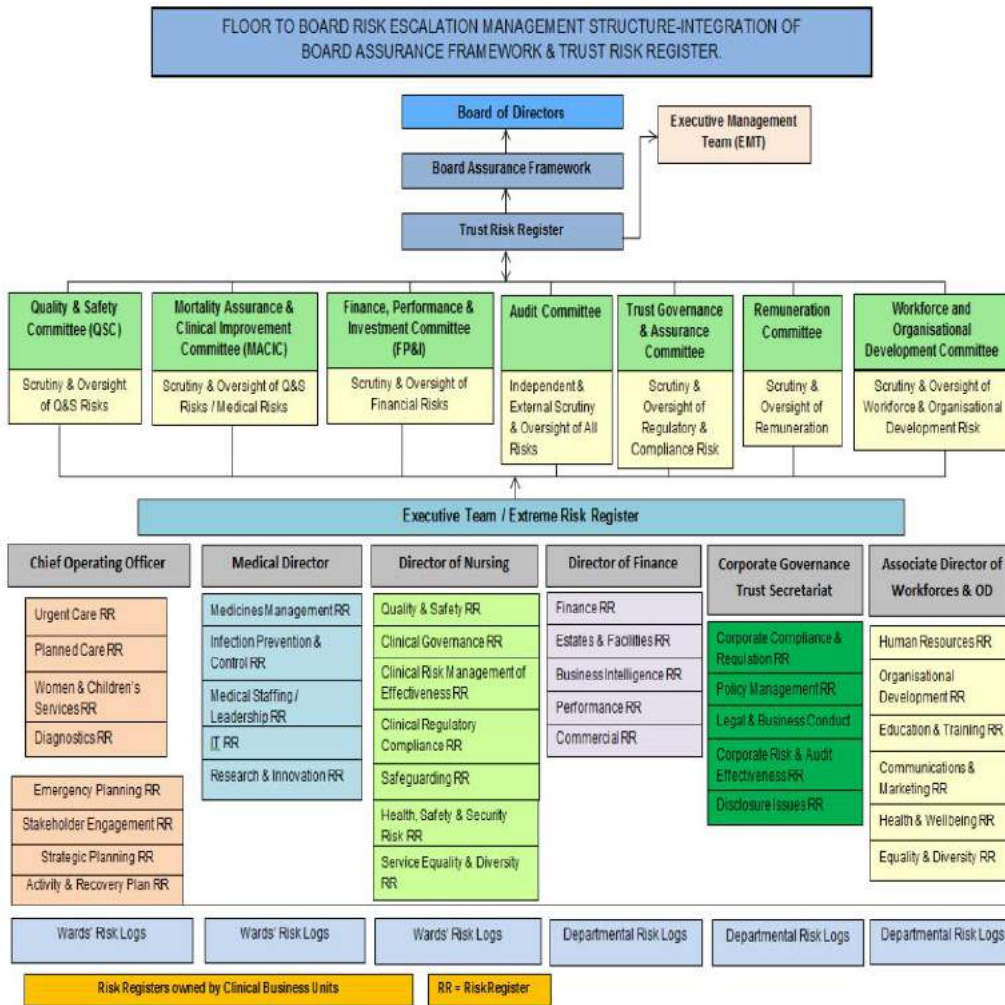 FLOOR TO BOARD RISK ESCALATION MANAGEMENT STRUCTURE-INTEGRATION OF
BOARD ASSURANCE FRAMEWORK & TRUST RISK REGISTER.
Board of Directors
Executive Management
Team (EMT)
Board Assurance Framework
Trust Risk Register
Quality & Safety
Committee (QSC)
Scrutiny & Oversight
of Q&S Risks
Mortality Assurance &
Clinical Improvement
Committee (MACIC)
Scrutiny & Oversight of Q&S
Risks / Medical Risks
Finance, Performance &
Investment Committee
(FP&I)
Scrutiny & Oversight of
Financial Risks
Audit Committee
Independent &
External Scrutiny
& Oversight of All
Risks
Trust Governance
& Assurance
Committee
Scrutiny &
Oversight of
Regulatory &
Compliance Risk
Remuneration
Committee
Scrutiny &
Oversight of
Remuneration
Workforce and
Organisational
Development Committee
Scrutiny & Oversight of
Workforce & Organisational
Development Risk
Executive Team / Extreme Risk Register
Chief Operating Officer
Urgent Care RR
Planned Care RR
Women & Children's
Services RR
Diagnostics RR
Emergency Planning RR
Stakeholder Engagement RR
Strategic Planning RR
Activity & Recovery Plan RR
Medical Director
Medicines Management RR
Infection Prevention &
Control RR
Medical Staffing /
Leadership RR
IT RR
Research & Innovation RR
Director of Nursing
Quality & Safety RR
Clinical Governance RR
Clinical Risk Management of
Effectiveness RR
Clinical Regulatory
Compliance RR
Safeguarding RR
Health, Safety & Security
Risk RR
Service Equality & Diversity
RR
Director of Finance
Finance RR
Estates & Facilities RR
Business Intelligence RR
Performance RR
Commercial RR
Corporate Governance
Trust Secretariat
Corporate Compliance &
Regulation RR
Policy Management RR
Legal & Business Conduct
Corporate Risk & Audit
Effectiveness RR
Disclosure Issues RR
Associate Director of
Workforces & OD
Human Resources RR
Organisational
Development RR
Education & Training RR
Communications &
Marketing RR
Health & Wellbeing RR
Equality & Diversity RR
Wards' Risk Logs
Wards' Risk Logs
Wards' Risk Logs
Departmental Risk Logs
Departmental Risk Logs
Departmental Risk Logs
Risk Registers owned by Clinical Business Units
RR = RiskRegister